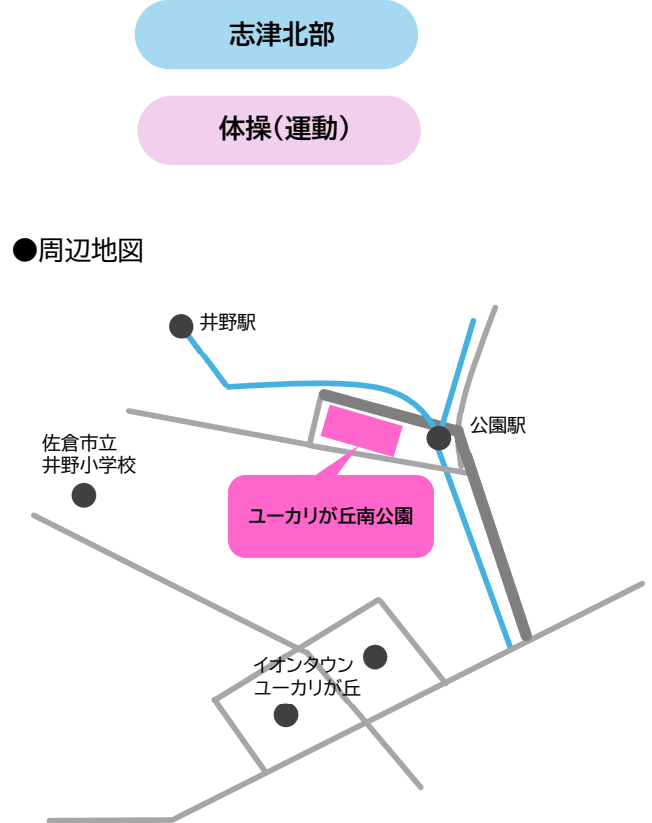 志津北部
体操(運動)
●周辺地図
井野駅
公園駅
佐倉市立
井野小学校
ユーカリが丘南公園
イオンタウン
ユーカリが丘